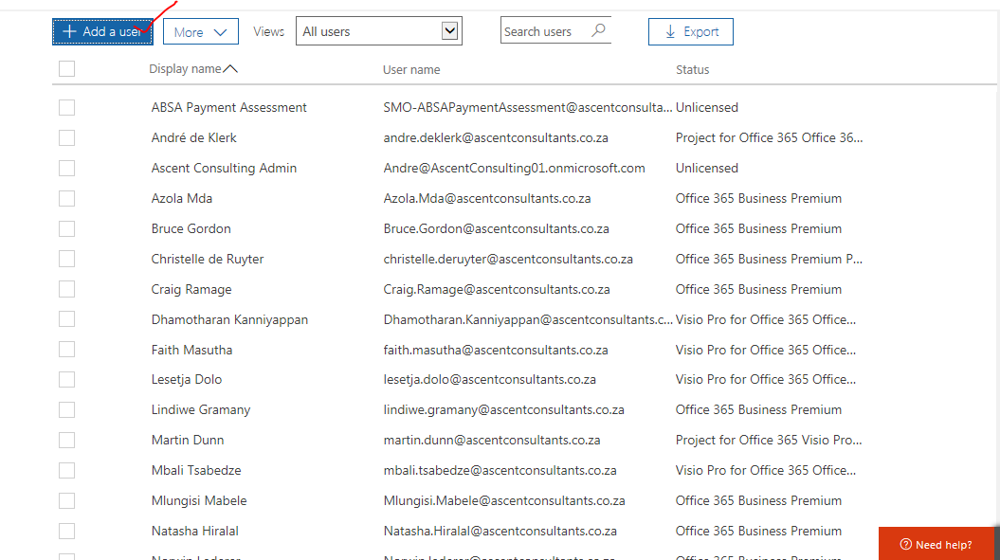 Add a user More Views All users Search users Export
Display name User name Status
ABSA Payment Assessment SMO-ABSAPaymentAssessment@ascentconsulta... Unlicensed
André de Klerk andre.deklerk@ascentconsultants.co.za Project for Office 365 Office 36...
Ascent Consulting Admin Andre@AscentConsulting01.onmicrosoft.com Unlicensed
Azola Mda Azola.Mda@ascentconsultants.co.za Office 365 Business Premium
Bruce Gordon Bruce.Gordon@ascentconsultants.co.za Office 365 Business Premium
Christelle de Ruyter christelle.deruyter@ascentconsultants.co.za Office 365 Business Premium P...
Craig Ramage Craig.Ramage@ascentconsultants.co.za Office 365 Business Premium
Dhamotharan Kanniyappan Dhamotharan.Kanniyappan@ascentconsultants.c... Visio Pro for Office 365 Office...
Faith Masutha faith.masutha@ascentconsultants.co.za Visio Pro for Office 365 Office...
Lesetja Dolo lesetja.dolo@ascentconsultants.co.za Visio Pro for Office 365 Office...
Lindiwe Gramany lindiwe.gramany@ascentconsultants.co.za Office 365 Business Premium
Martin Dunn martin.dunn@ascentconsultants.co.za Project for Office 365 Visio Pro...
Mbali Tsabedze mbali.tsabedze@ascentconsultants.co.za Visio Pro for Office 365 Office...
Mlungisi Mabele Mlungisi.Mabele@ascentconsultants.co.za Office 365 Business Premium
Natasha Hiralal Natasha.Hiralal@ascentconsultants.co.za Office 365 Business Premium
Office 365 Business Premium
Need help?